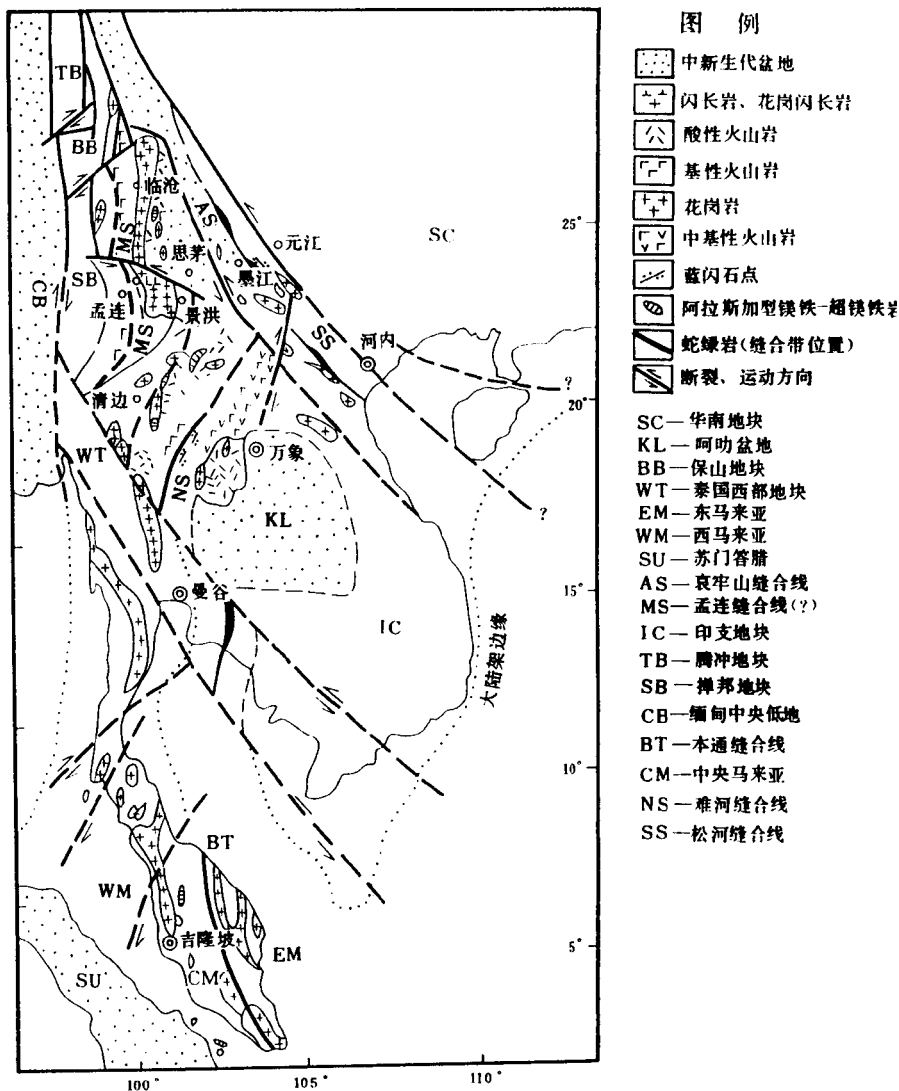 图 例
中新生代盆地
闪长岩、花岗闪长岩
酸性火山岩
基性火山岩
花岗岩
中基性火山岩
蓝闪石点
阿拉斯加型镁铁—超镁铁岩
蛇绿岩(缝合带位置)
断裂、运动方向
SC—华南地块
KL—呵叻盆地
BB—保山地块
WT—泰国西部地块
EM—东马来亚
WM—西马来亚
SU—苏门答腊
AS—哀牢山缝合线
MS—孟连缝合线(?)
IC—印支地块
TB—腾冲地块
SB—掸邦地块
CB—缅甸中央低地
BT—本通缝合线
CM—中央马来亚
NS—难河缝合线
SS—松河缝合线
TB
BB
临沧
MS
AS
元江
SC
25°
思茅
墨江
SB
CB
孟连
MS
景洪
SS
河内
?
20°
清边
WT
NS
万象
KL
?
曼谷
15°
IC
大陆架边缘
10°
BT
WM
吉隆坡
EM
5°
SU
CM
100°
105°
110°